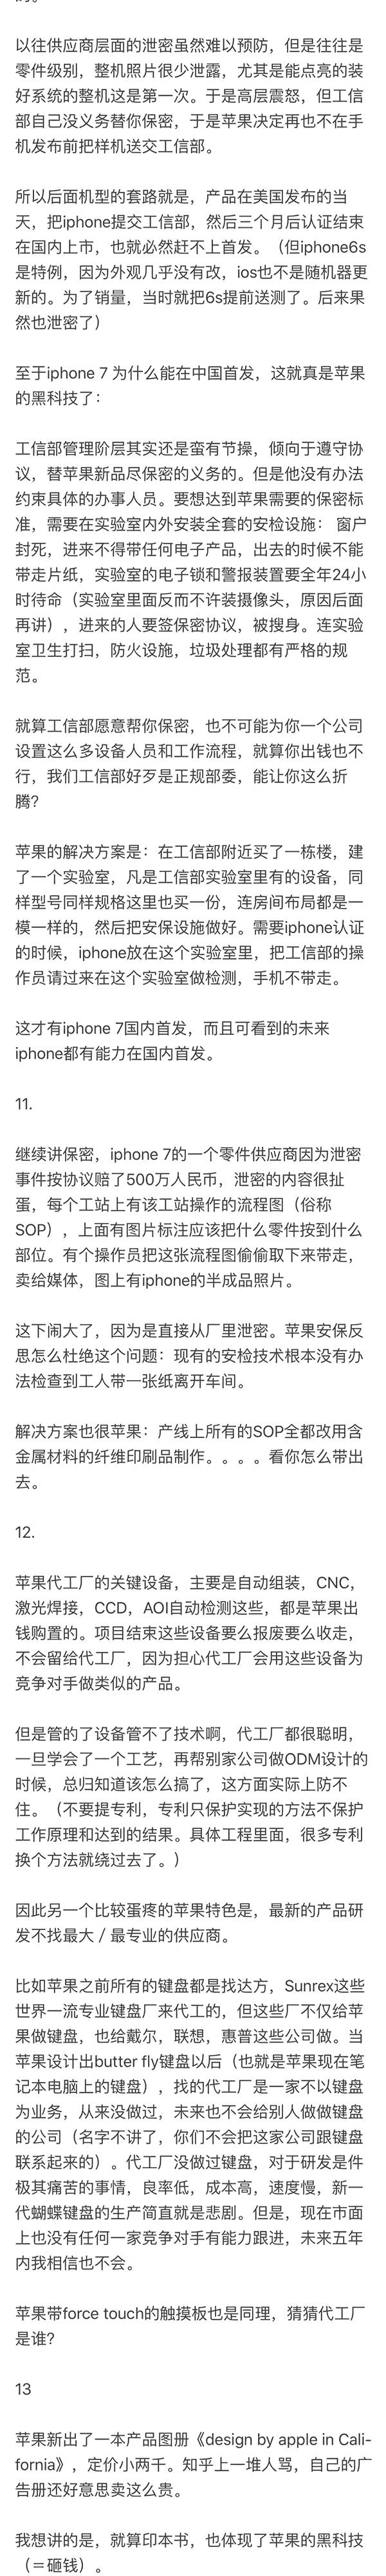 以往供应商层面的泄密虽然难以预防，但是往往是
零件级别，整机照片很少泄露，尤其是能点亮的装
好系统的整机这是第一次。于是高层震怒，但工信
部自己没义务替你保密，于是苹果决定再也不在手
机发布前把样机送交工信部。
所以后面机型的套路就是，产品在美国发布的当
天，把iphone提交工信部，然后三个月后认证结束
在国内上市，也就必然赶不上首发。（但iphone6s
是特例，因为外观几乎没有改，ios也不是随机器更
新的。为了销量，当时就把6s提前送测了。后来果
然也泄密了）
至于iphone 7 为什么能在中国首发，这就真是苹果
的黑科技了：
工信部管理阶层其实还是蛮有节操，倾向于遵守协
议，替苹果新品尽保密的义务的。但是他没有办法
约束具体的办事人员。要想达到苹果需要的保密标
准，需要在实验室内外安装全套的安检设施： 窗户
封死，进来不得带任何电子产品，出去的时候不能
带走片纸，实验室的电子锁和警报装置要全年24小
时待命（实验室里面反而不许装摄像头，原因后面
再讲），进来的人要签保密协议，被搜身。连实验
室卫生打扫，防火设施，垃圾处理都有严格的规
范。
就算工信部愿意帮你保密，也不可能为你一个公司
设置这么多设备人员和工作流程，就算你出钱也不
行，我们工信部好歹是正规部委，能让你这么折
腾?
苹果的解决方案是：在工信部附近买了一栋楼，建
了一个实验室，凡是工信部实验室里有的设备，同
样型号同样规格这里也买一份，连房间布局都是一
模一样的，然后把安保设施做好。需要iphone认证
的时候，iphone放在这个实验室里，把工信部的操
作员请过来在这个实验室做检测，手机不带走。
这才有iphone 7国内首发，而且可看到的未来
iphone都有能力在国内首发。
11.
继续讲保密，iphone 7的一个零件供应商因为泄密
事件按协议赔了500万人民币，泄密的内容很扯
蛋，每个工站上有该工站操作的流程图（俗称
SOP），上面有图片标注应该把什么零件按到什么
部位。有个操作员把这张流程图偷偷取下来带走，
卖给媒体，图上有iphone的半成品照片。
这下闹大了，因为是直接从厂里泄密。苹果安保反
思怎么杜绝这个问题：现有的安检技术根本没有办
法检查到工人带一张纸离开车间。
解决方案也很苹果：产线上所有的SOP全都改用含
金属材料的纤维印刷品制作。。。。看你怎么带出
去。
12.
苹果代工厂的关键设备，主要是自动组装，CNC，
激光焊接，CCD，AOI自动检测这些，都是苹果出
钱购置的。项目结束这些设备要么报废要么收走，
不会留给代工厂，因为担心代工厂会用这些设备为
竞争对手做类似的产品。
但是管的了设备管不了技术啊，代工厂都很聪明，
一旦学会了一个工艺，再帮别家公司做ODM设计的
时候，总归知道该怎么搞了，这方面实际上防不
住。（不要提专利，专利只保护实现的方法不保护
工作原理和达到的结果。具体工程里面，很多专利
换个方法就绕过去了。）
因此另一个比较蛋疼的苹果特色是，最新的产品研
发不找最大 / 最专业的供应商。
比如苹果之前所有的键盘都是找达方，Sunrex这些
世界一流专业键盘厂来代工的，但这些厂不仅给苹
果做键盘，也给戴尔，联想，惠普这些公司做。当
苹果设计出butter fly键盘以后（也就是苹果现在笔
记本电脑上的键盘），找的代工厂是一家不以键盘
为业务，从来没做过，未来也不会给别人做做键盘
的公司（名字不讲了，你们不会把这家公司跟键盘
联系起来的）。代工厂没做过键盘，对于研发是件
极其痛苦的事情，良率低，成本高，速度慢，新一
代蝴蝶键盘的生产简直就是悲剧。但是，现在市面
上也没有任何一家竞争对手有能力跟进，未来五年
内我相信也不会。
苹果带force touch的触摸板也是同理，猜猜代工厂
是谁?
13
苹果新出了一本产品图册《design by apple in Cali-
fornia》，定价小两千。知乎上一堆人骂，自己的广
告册还好意思卖这么贵。
我想讲的是，就算印本书，也体现了苹果的黑科技
（＝砸钱）。